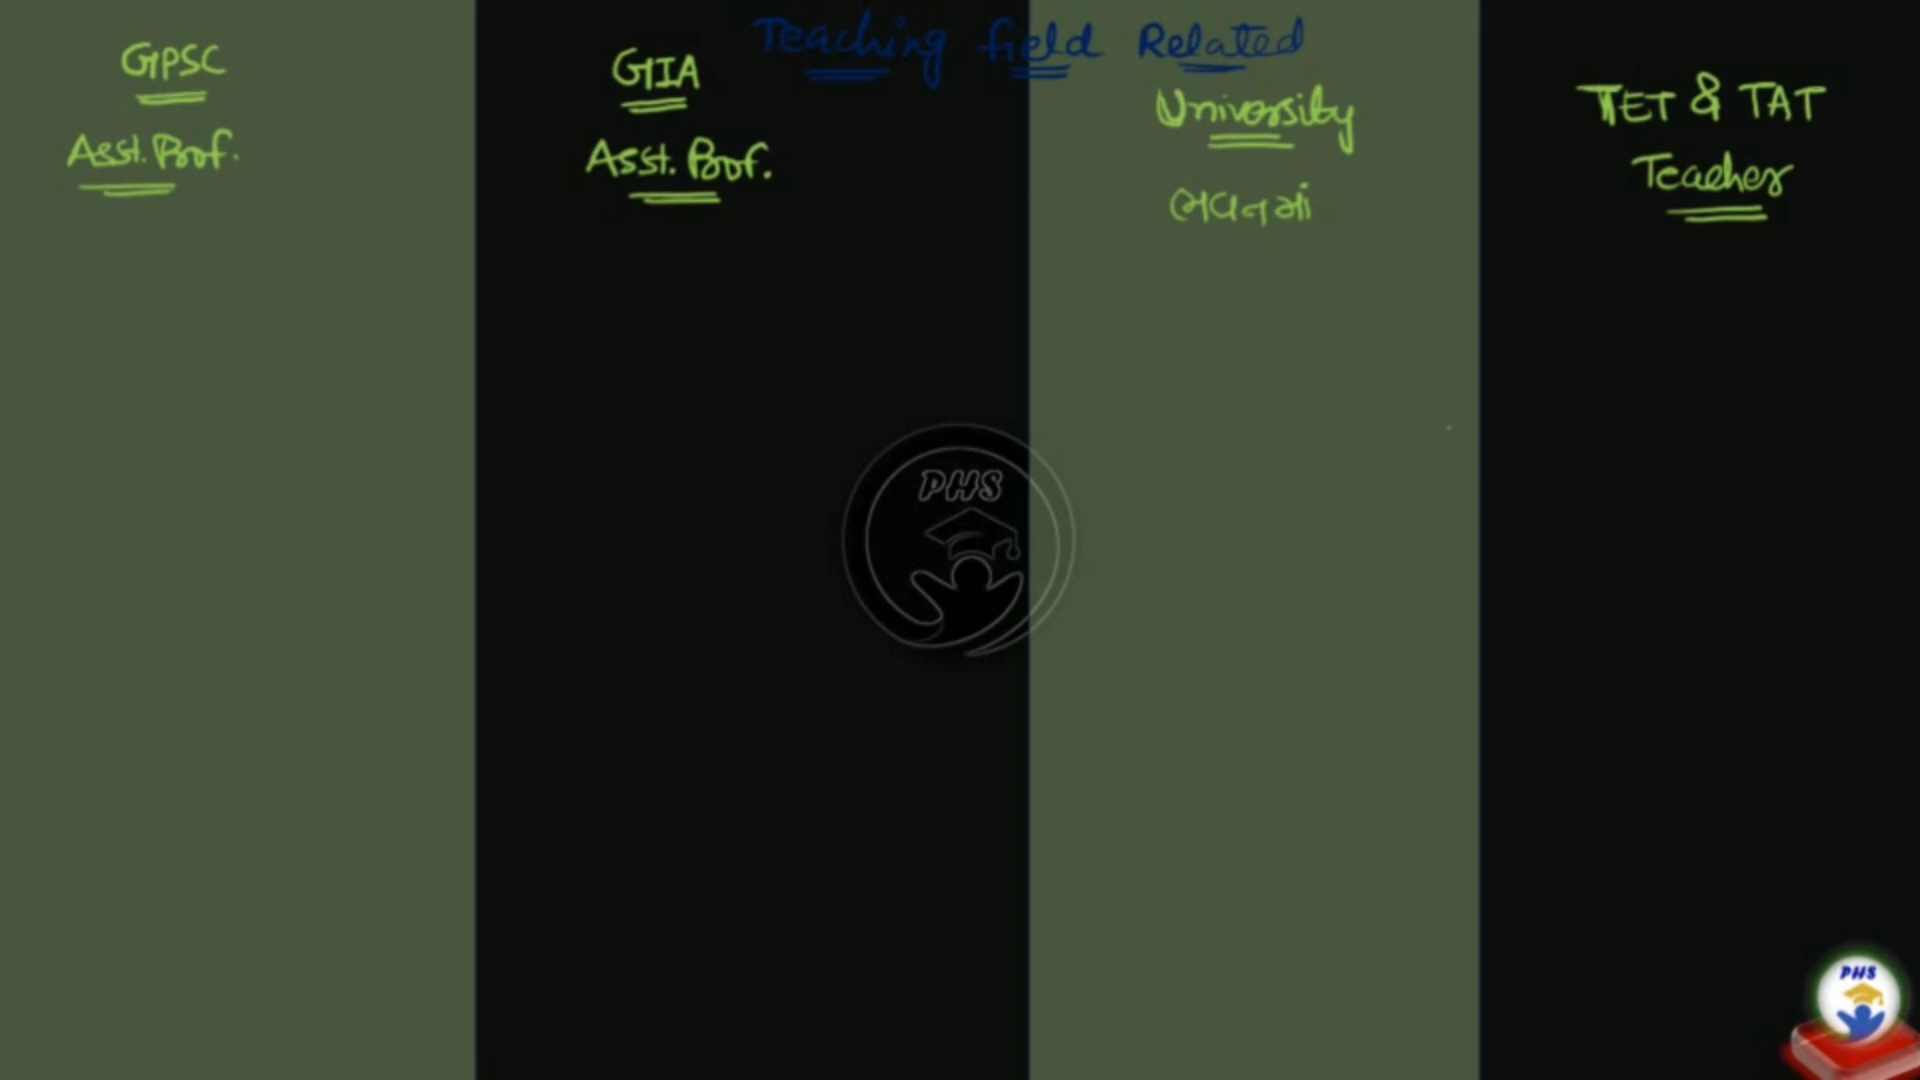 Teaching field Related
GPSC
Asst. Prof.
GIA
Asst. Prof.
University
ભવનમાં
TET & TAT
Teacher
PHS
PHS